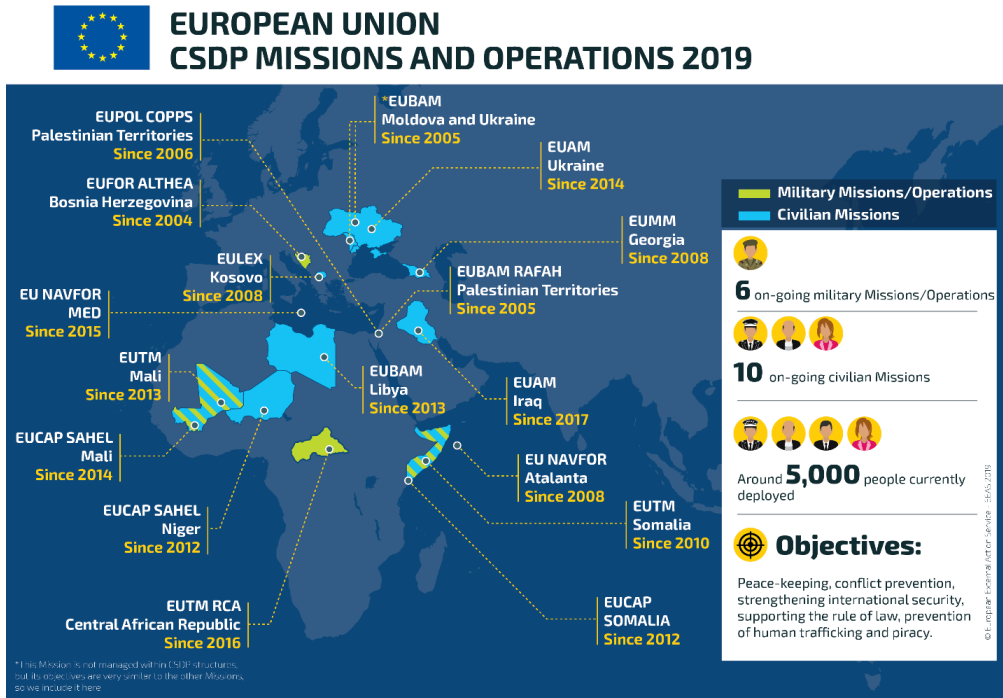 EUROPEAN UNION
CSDP MISSIONS AND OPERATIONS 2019
EUPOL COPPS
Palestinian Territories
Since 2006
*EUBAM
Moldova and Ukraine
Since 2005
EUAM
Ukraine
Since 2014
EUFOR ALTHEA
Bosnia Herzegovina
Since 2004
EUMM
Georgia
Since 2008
EULEX
Kosovo
Since 2008
EUBAM RAFAH
Palestinian Territories
Since 2005
EU NAVFOR
MED
Since 2015
EUTM
Mali
Since 2013
EUBAM
Libya
Since 2013
EUAM
Iraq
Since 2017
EUCAP SAHEL
Mali
Since 2014
EU NAVFOR
Atalanta
Since 2008
EUCAP SAHEL
Niger
Since 2012
EUTM
Somalia
Since 2010
EUTM RCA
Central African Republic
Since 2016
EUCAP
SOMALIA
Since 2012
*This Mission is not managed within CSDP structures,
but its objectives are very similar to the other Missions,
so we include it here
Military Missions/Operations
Civilian Missions
6 on-going military Missions/Operations
10 on-going civilian Missions
Around 5,000 people currently
deployed
Objectives:
Peace-keeping, conflict prevention,
strengthening international security,
supporting the rule of law, prevention
of human trafficking and piracy.
© European External Action Service - EEAS 2019